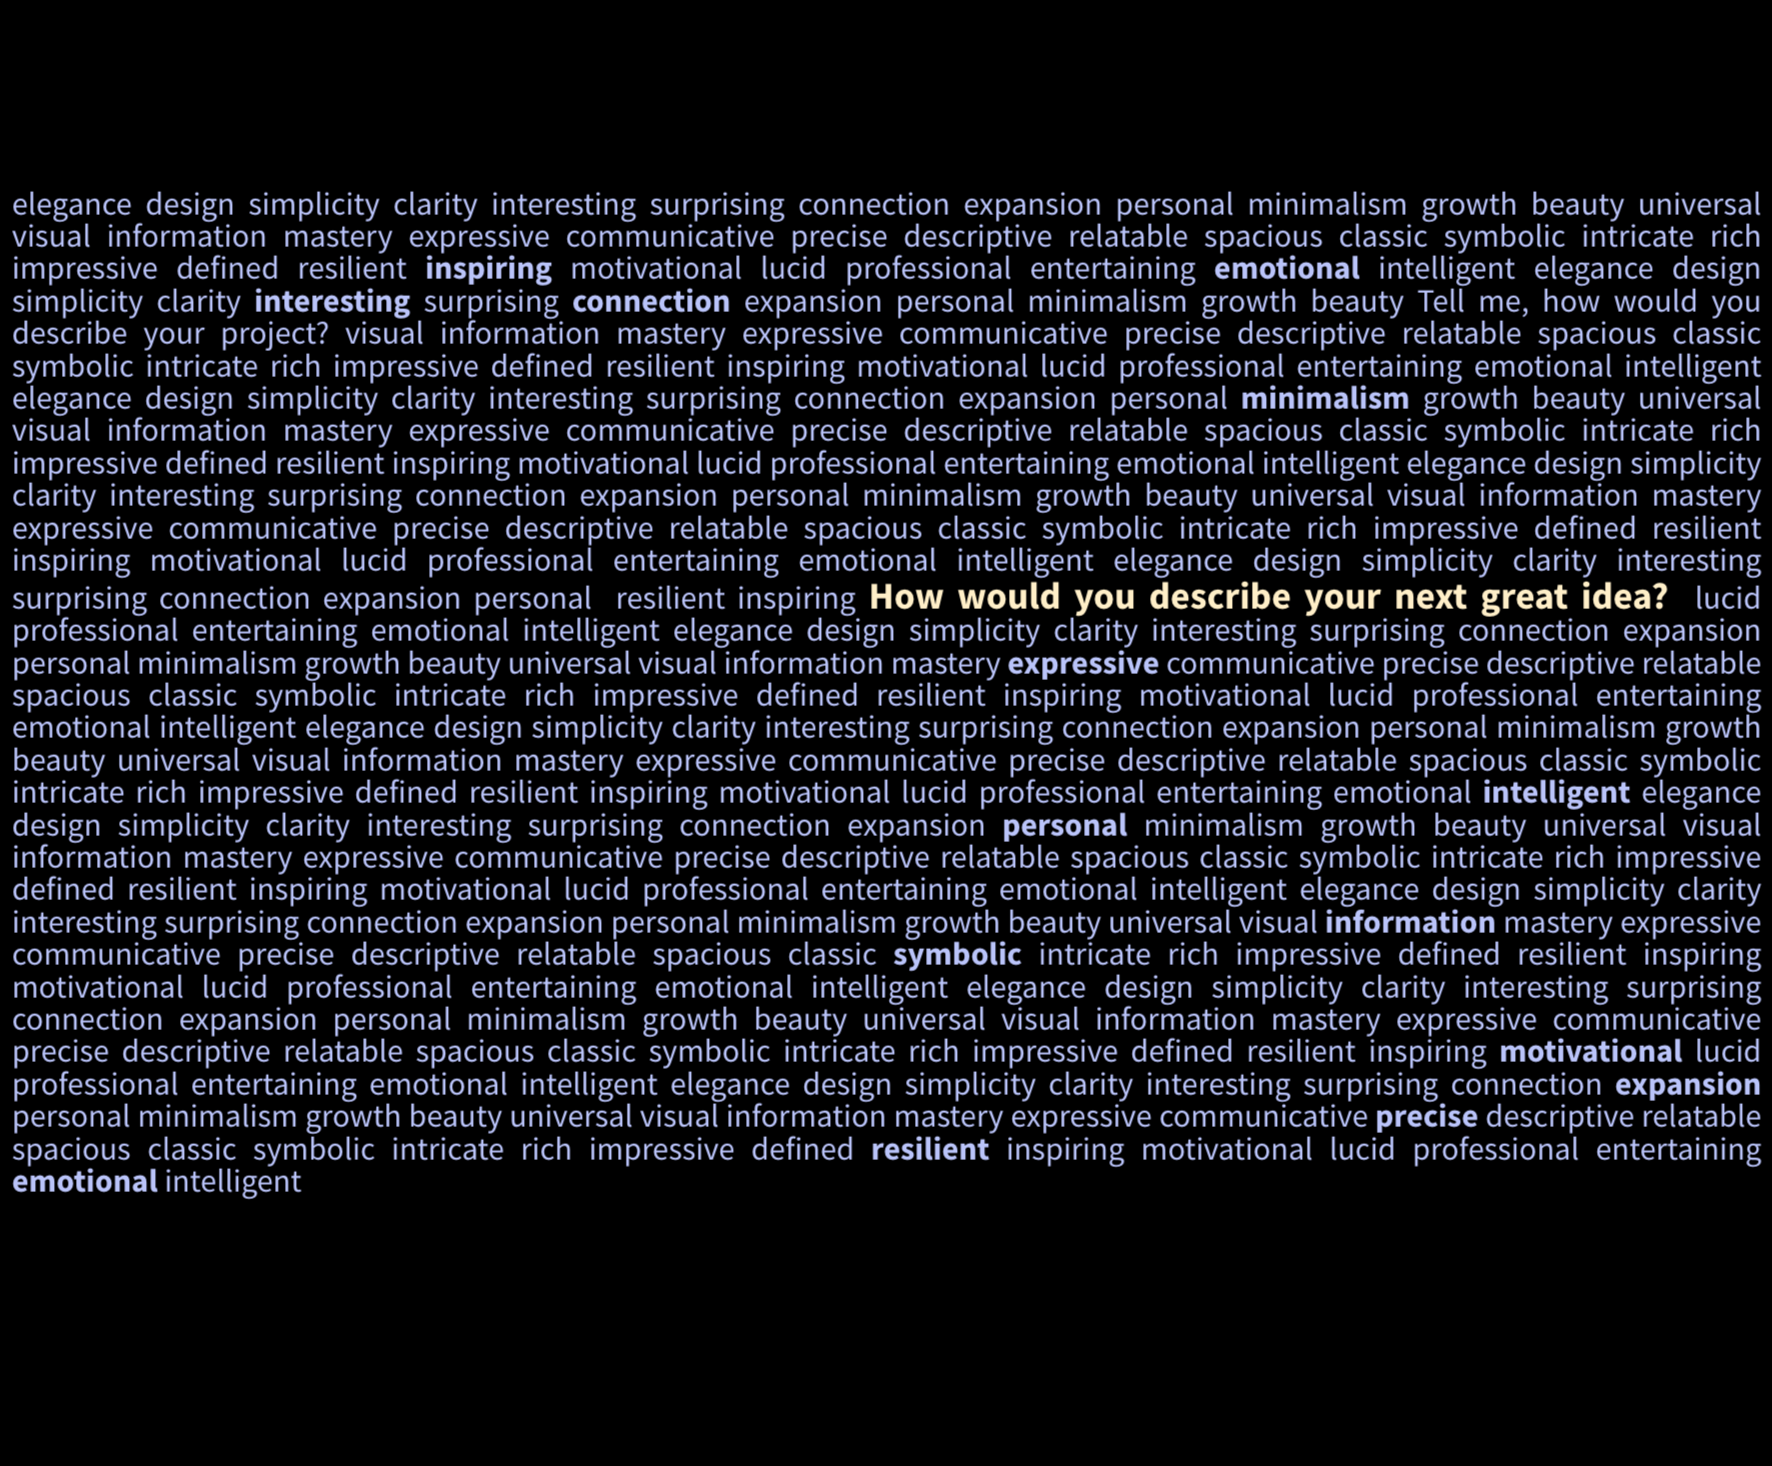 elegance design simplicity clarity interesting surprising connection expansion personal minimalism growth beauty universal
visual information mastery expressive communicative precise descriptive relatable spacious classic symbolic intricate rich
impressive defined resilient inspiring motivational lucid professional entertaining emotional intelligent elegance design
simplicity clarity interesting surprising connection expansion personal minimalism growth beauty Tell me, how would you
describe your project? visual information mastery expressive communicative precise descriptive relatable spacious classic
symbolic intricate rich impressive defined resilient inspiring motivational lucid professional entertaining emotional intelligent
elegance design simplicity clarity interesting surprising connection expansion personal minimalism growth beauty universal
visual information mastery expressive communicative precise descriptive relatable spacious classic symbolic intricate rich
impressive defined resilient inspiring motivational lucid professional entertaining emotional intelligent elegance design simplicity
clarity interesting surprising connection expansion personal minimalism growth beauty universal visual information mastery
expressive communicative precise descriptive relatable spacious classic symbolic intricate rich impressive defined resilient
inspiring motivational lucid professional entertaining emotional intelligent elegance design simplicity clarity interesting
surprising connection expansion personal resilient inspiring How would you describe your next great idea? lucid
professional entertaining emotional intelligent elegance design simplicity clarity interesting surprising connection expansion
personal minimalism growth beauty universal visual information mastery expressive communicative precise descriptive relatable
spacious classic symbolic intricate rich impressive defined resilient inspiring motivational lucid professional entertaining
emotional intelligent elegance design simplicity clarity interesting surprising connection expansion personal minimalism growth
beauty universal visual information mastery expressive communicative precise descriptive relatable spacious classic symbolic
intricate rich impressive defined resilient inspiring motivational lucid professional entertaining emotional intelligent elegance
design simplicity clarity interesting surprising connection expansion personal minimalism growth beauty universal visual
information mastery expressive communicative precise descriptive relatable spacious classic symbolic intricate rich impressive
defined resilient inspiring motivational lucid professional entertaining emotional intelligent elegance design simplicity clarity
interesting surprising connection expansion personal minimalism growth beauty universal visual information mastery expressive
communicative precise descriptive relatable spacious classic symbolic intricate rich impressive defined resilient inspiring
motivational lucid professional entertaining emotional intelligent elegance design simplicity clarity interesting surprising
connection expansion personal minimalism growth beauty universal visual information mastery expressive communicative
precise descriptive relatable spacious classic symbolic intricate rich impressive defined resilient inspiring motivational lucid
professional entertaining emotional intelligent elegance design simplicity clarity interesting surprising connection expansion
personal minimalism growth beauty universal visual information mastery expressive communicative precise descriptive relatable
spacious classic symbolic intricate rich impressive defined resilient inspiring motivational lucid professional entertaining
emotional intelligent